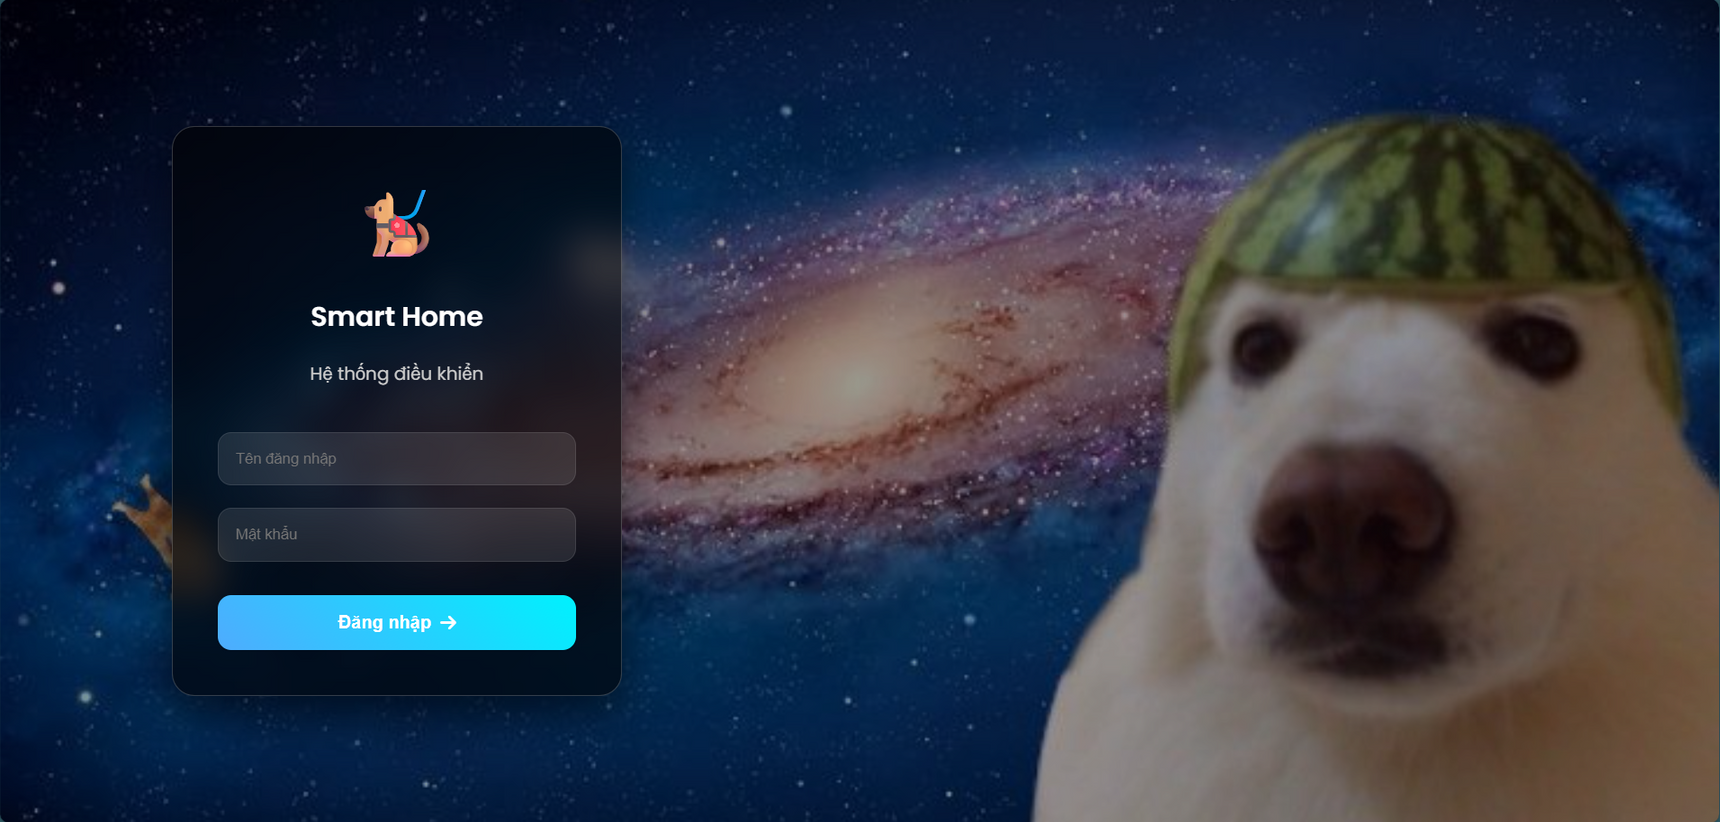 Smart Home
Hệ thống điều khiển
Tên đăng nhập
Mật khẩu
Đăng nhập →